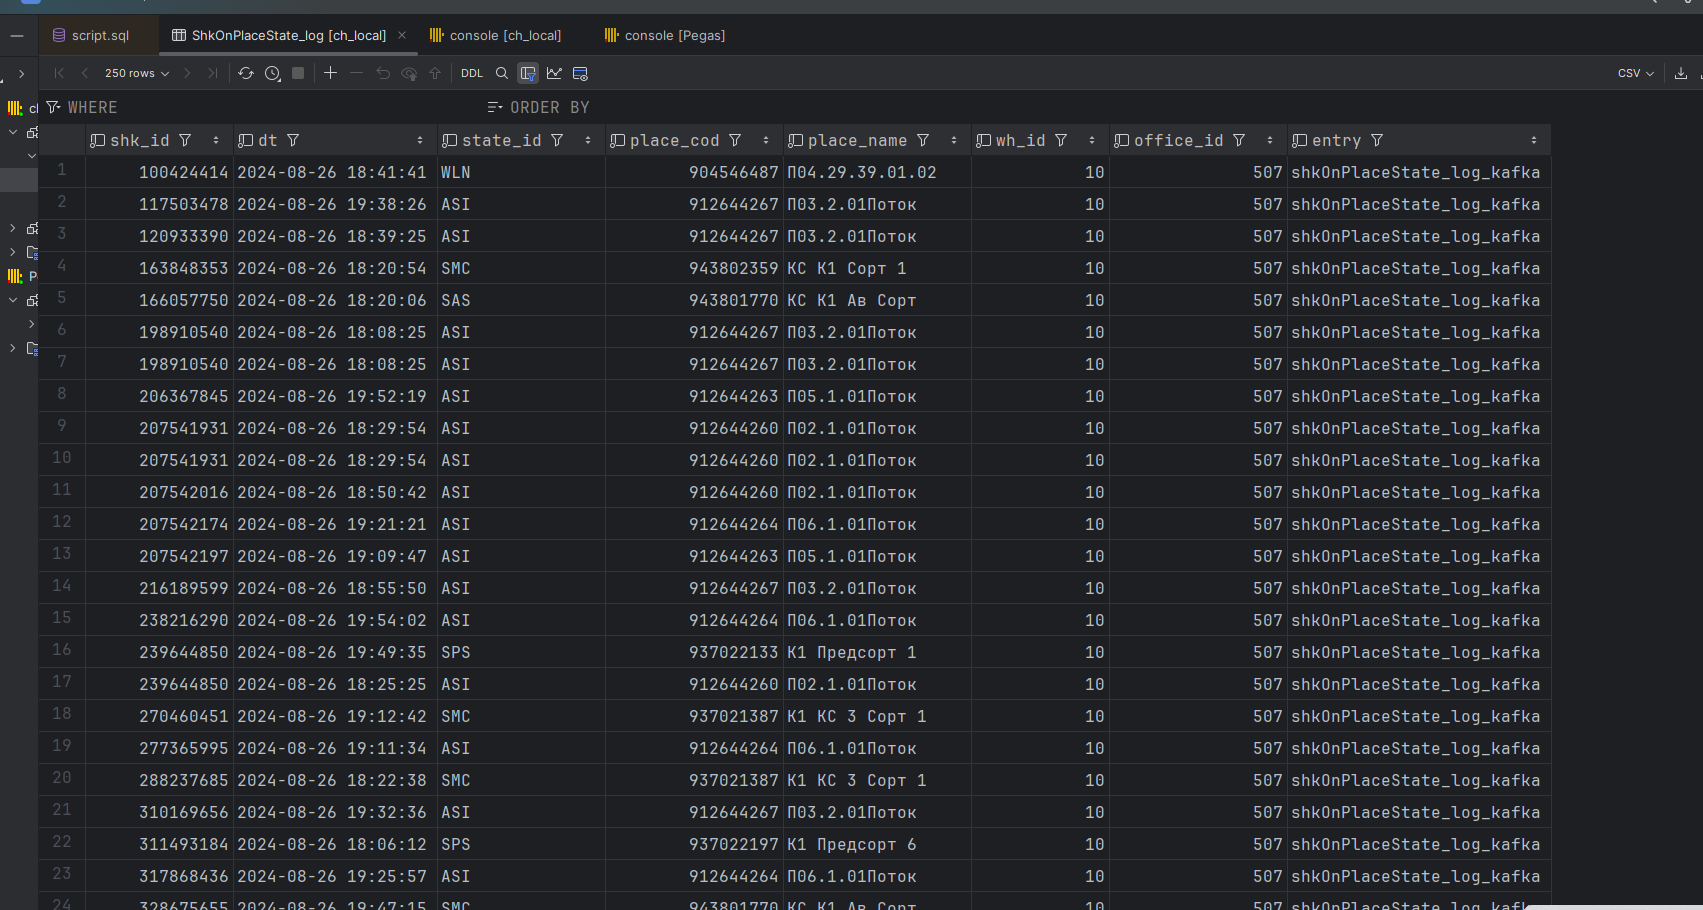 script.sql ShkOnPlaceState_log [ch_local] console [ch_local] console [Pegas]
250 rows DDL CSV
WHERE ORDER BY
shk_id dt state_id place_cod place_name wh_id office_id entry
1 100424414 2024-08-26 18:41:41 WLN 904546487 П04.29.39.01.02 10 507 shkOnPlaceState_log_kafka
2 117503478 2024-08-26 19:38:26 ASI 912644267 П03.2.01Поток 10 507 shkOnPlaceState_log_kafka
3 120933390 2024-08-26 18:39:25 ASI 912644267 П03.2.01Поток 10 507 shkOnPlaceState_log_kafka
4 163848353 2024-08-26 18:20:54 SMC 943802359 КС К1 Сорт 1 10 507 shkOnPlaceState_log_kafka
5 166057750 2024-08-26 18:20:06 SAS 943801770 КС К1 Ав Сорт 10 507 shkOnPlaceState_log_kafka
6 198910540 2024-08-26 18:08:25 ASI 912644267 П03.2.01Поток 10 507 shkOnPlaceState_log_kafka
7 198910540 2024-08-26 18:08:25 ASI 912644267 П03.2.01Поток 10 507 shkOnPlaceState_log_kafka
8 206367845 2024-08-26 19:52:19 ASI 912644263 П05.1.01Поток 10 507 shkOnPlaceState_log_kafka
9 207541931 2024-08-26 18:29:54 ASI 912644260 П02.1.01Поток 10 507 shkOnPlaceState_log_kafka
10 207541931 2024-08-26 18:29:54 ASI 912644260 П02.1.01Поток 10 507 shkOnPlaceState_log_kafka
11 207542016 2024-08-26 18:50:42 ASI 912644260 П02.1.01Поток 10 507 shkOnPlaceState_log_kafka
12 207542174 2024-08-26 19:21:21 ASI 912644264 П06.1.01Поток 10 507 shkOnPlaceState_log_kafka
13 207542197 2024-08-26 19:09:47 ASI 912644263 П05.1.01Поток 10 507 shkOnPlaceState_log_kafka
14 216189599 2024-08-26 18:55:50 ASI 912644267 П03.2.01Поток 10 507 shkOnPlaceState_log_kafka
15 238216290 2024-08-26 19:54:02 ASI 912644264 П06.1.01Поток 10 507 shkOnPlaceState_log_kafka
16 239644850 2024-08-26 19:49:35 SPS 937022133 К1 Предсорт 1 10 507 shkOnPlaceState_log_kafka
17 239644850 2024-08-26 18:25:25 ASI 912644260 П02.1.01Поток 10 507 shkOnPlaceState_log_kafka
18 270460451 2024-08-26 19:12:42 SMC 937021387 К1 КС 3 Сорт 1 10 507 shkOnPlaceState_log_kafka
19 277365995 2024-08-26 19:11:34 ASI 912644264 П06.1.01Поток 10 507 shkOnPlaceState_log_kafka
20 288237685 2024-08-26 18:22:38 SMC 937021387 К1 КС 3 Сорт 1 10 507 shkOnPlaceState_log_kafka
21 310169656 2024-08-26 19:32:36 ASI 912644267 П03.2.01Поток 10 507 shkOnPlaceState_log_kafka
22 311493184 2024-08-26 18:06:12 SPS 937022197 К1 Предсорт 6 10 507 shkOnPlaceState_log_kafka
23 317868436 2024-08-26 19:25:57 ASI 912644264 П06.1.01Поток 10 507 shkOnPlaceState_log_kafka
24 328675655 2024-08-26 19:47:15 SMC 943801770 КС К1 Ав Сорт 10 507 shkOnPlaceState_log_kafka